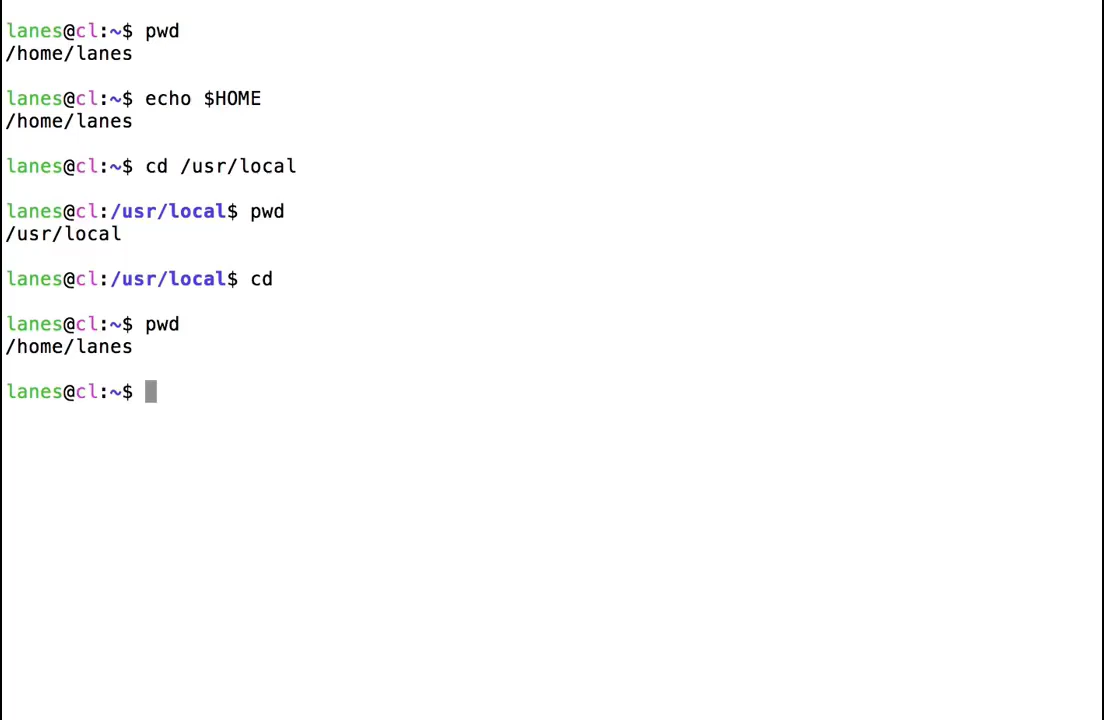 lanes@cl:~$ pwd
/home/lanes
lanes@cl:~$ echo $HOME
/home/lanes
lanes@cl:~$ cd /usr/local
lanes@cl:/usr/local$ pwd
/usr/local
lanes@cl:/usr/local$ cd
lanes@cl:~$ pwd
/home/lanes
lanes@cl:~$